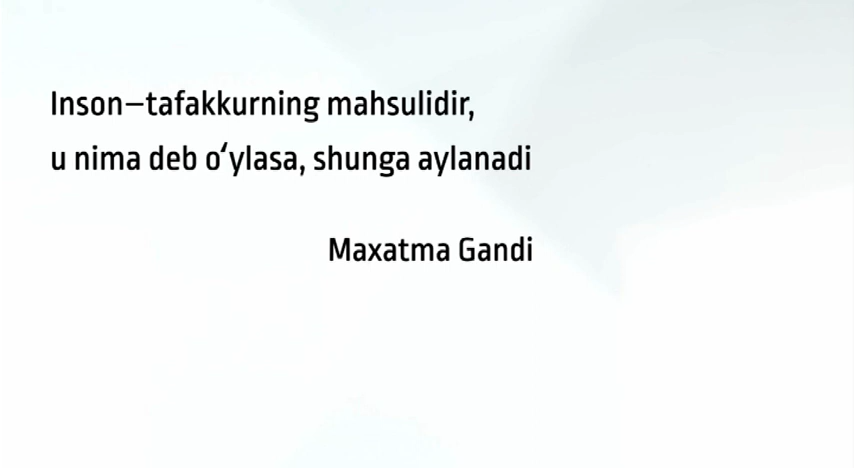 Inson–tafakkurning mahsulidir,
u nima deb oʻylasa, shunga aylanadi
Maxatma Gandi